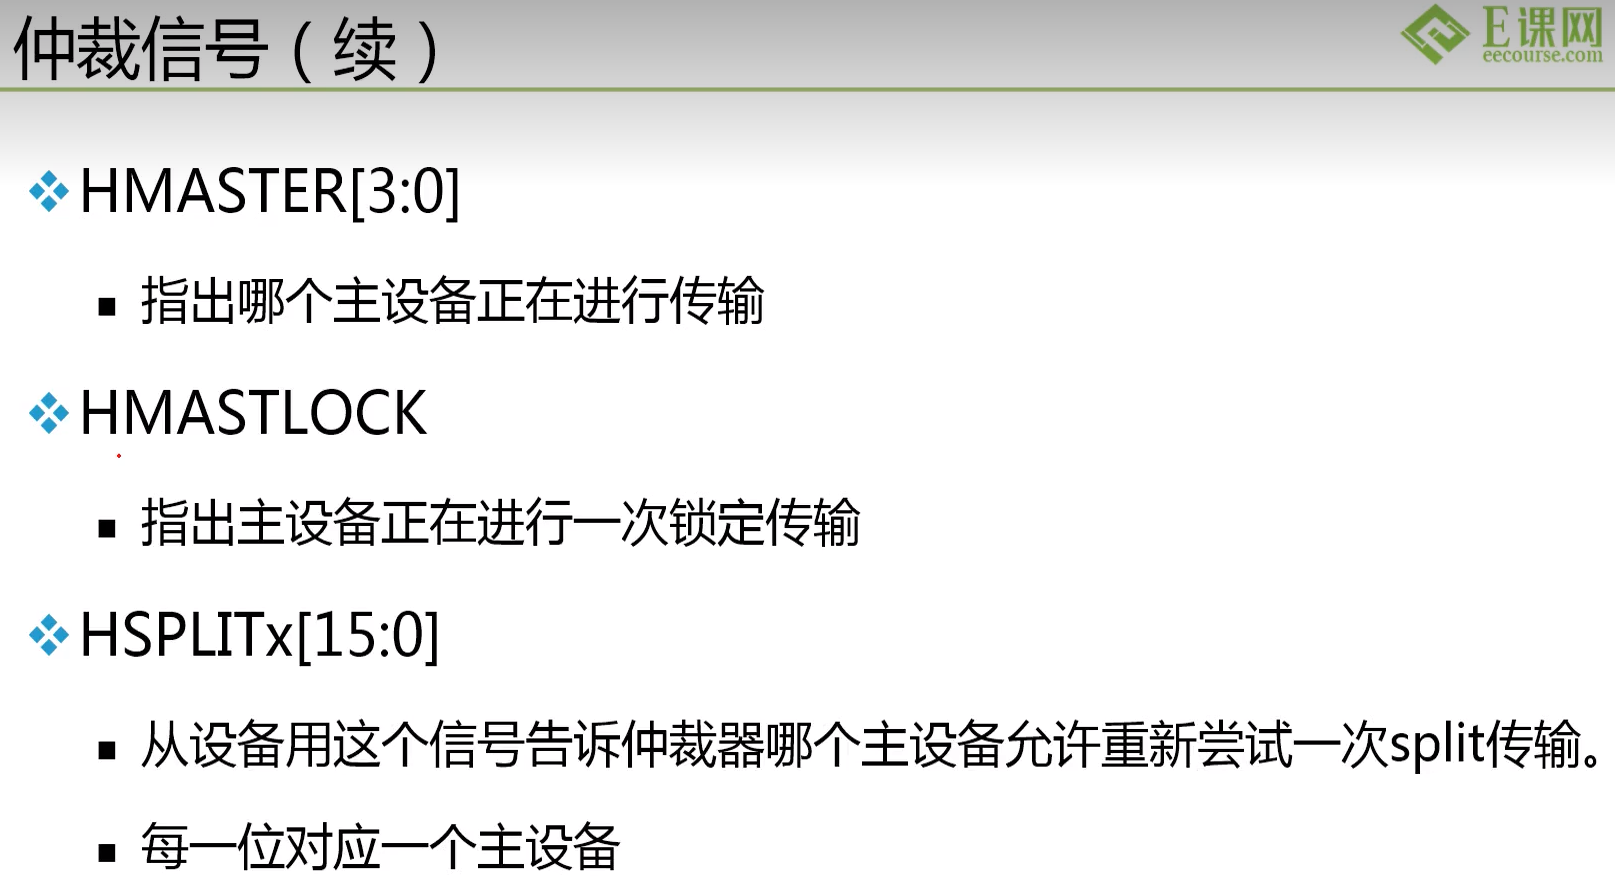 仲裁信号（续）
E课网
eecourse.com
HMASTER[3:0]
指出哪个主设备正在进行传输
HMASTLOCK
指出主设备正在进行一次锁定传输
HSPLITx[15:0]
从设备用这个信号告诉仲裁器哪个主设备允许重新尝试一次split传输。
每一位对应一个主设备